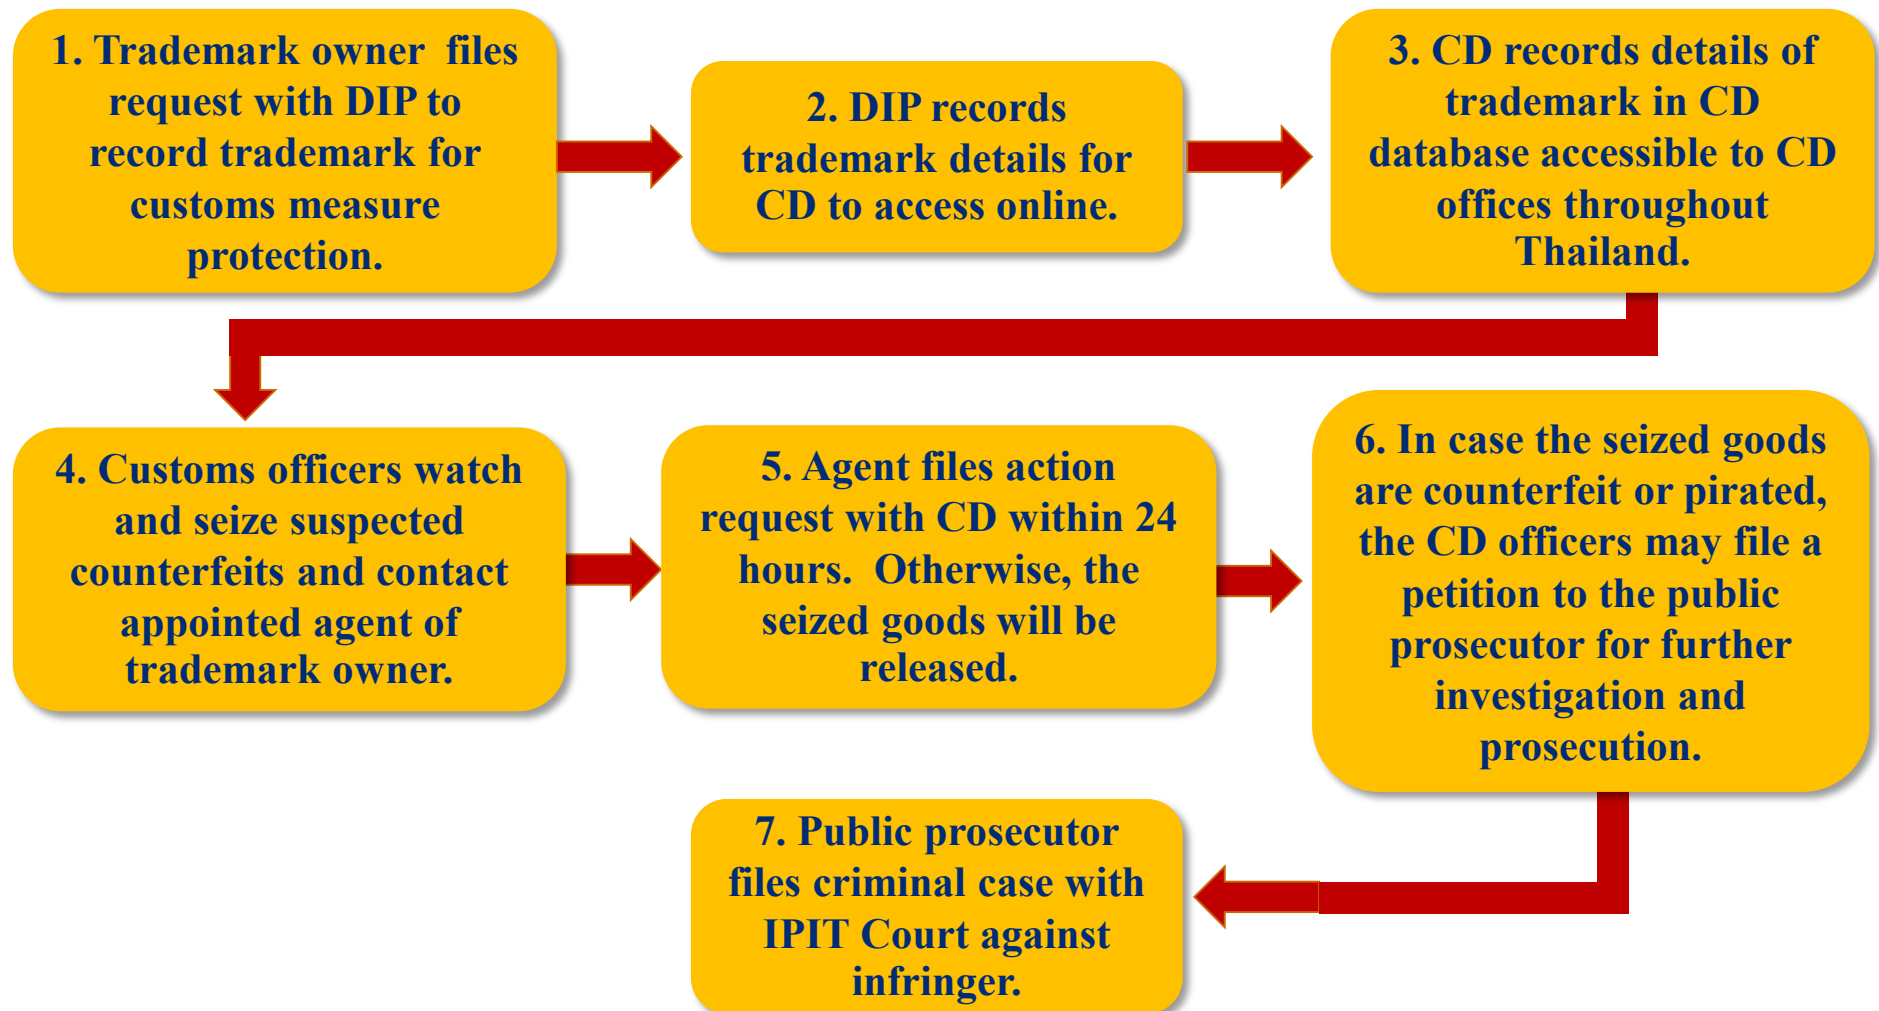 1. Trademark owner  files
request with DIP to
record trademark for
customs measure
protection.
2. DIP records
trademark details for
CD to access online.
3. CD records details of
trademark in CD
database accessible to CD
offices throughout
Thailand.
4. Customs officers watch
and seize suspected
counterfeits and contact
appointed agent of
trademark owner.
5. Agent files action
request with CD within 24
hours.  Otherwise, the
seized goods will be
released.
6. In case the seized goods
are counterfeit or pirated,
the CD officers may file a
petition to the public
prosecutor for further
investigation and
prosecution.
7. Public prosecutor
files criminal case with
IPIT Court against
infringer.